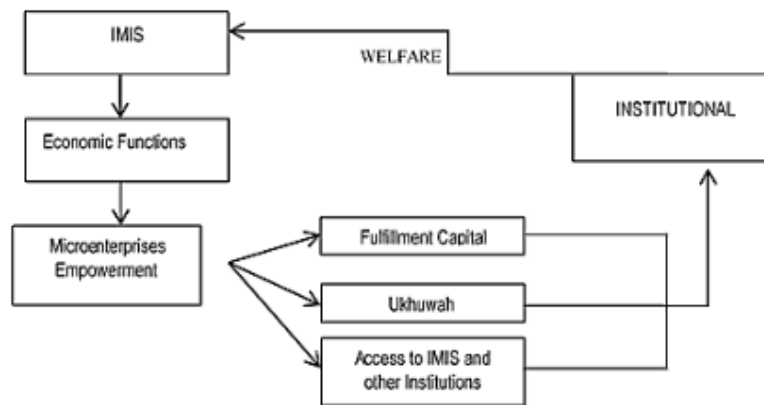 IMIS
WELFARE
INSTITUTIONAL
Economic Functions
Microenterprises
Empowerment
Fulfillment Capital
Ukhuwah
Access to IMIS and
other Institutions